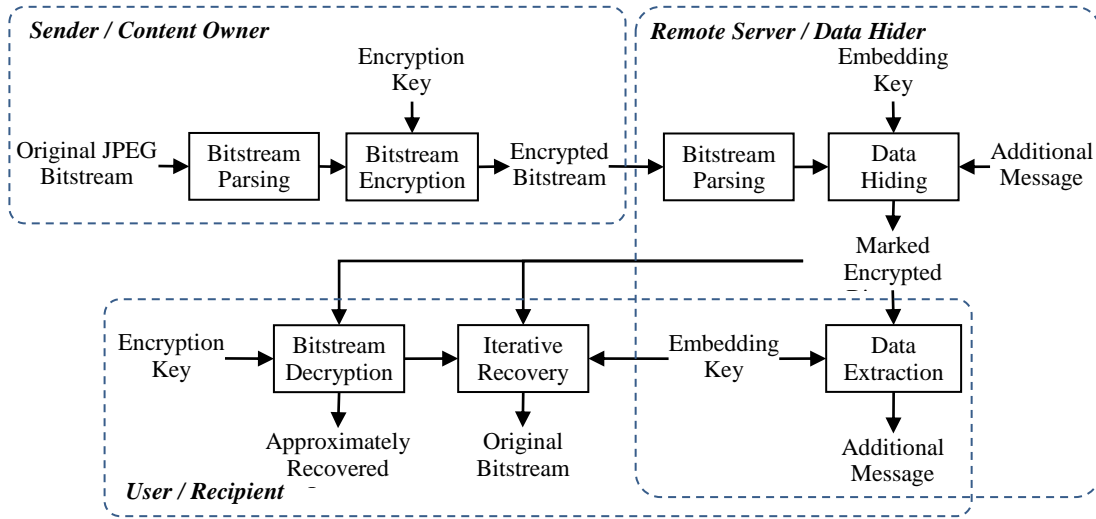 Sender / Content Owner
Remote Server / Data Hider
Encryption
Key
Embedding
Key
Original JPEG
Bitstream
Bitstream
Parsing
Bitstream
Encryption
Encrypted
Bitstream
Bitstream
Parsing
Data
Hiding
Additional
Message
Marked
Encrypted
Encryption
Key
Bitstream
Decryption
Iterative
Recovery
Embedding
Key
Data
Extraction
Approximately
Recovered
Original
Bitstream
Additional
Message
User / Recipient